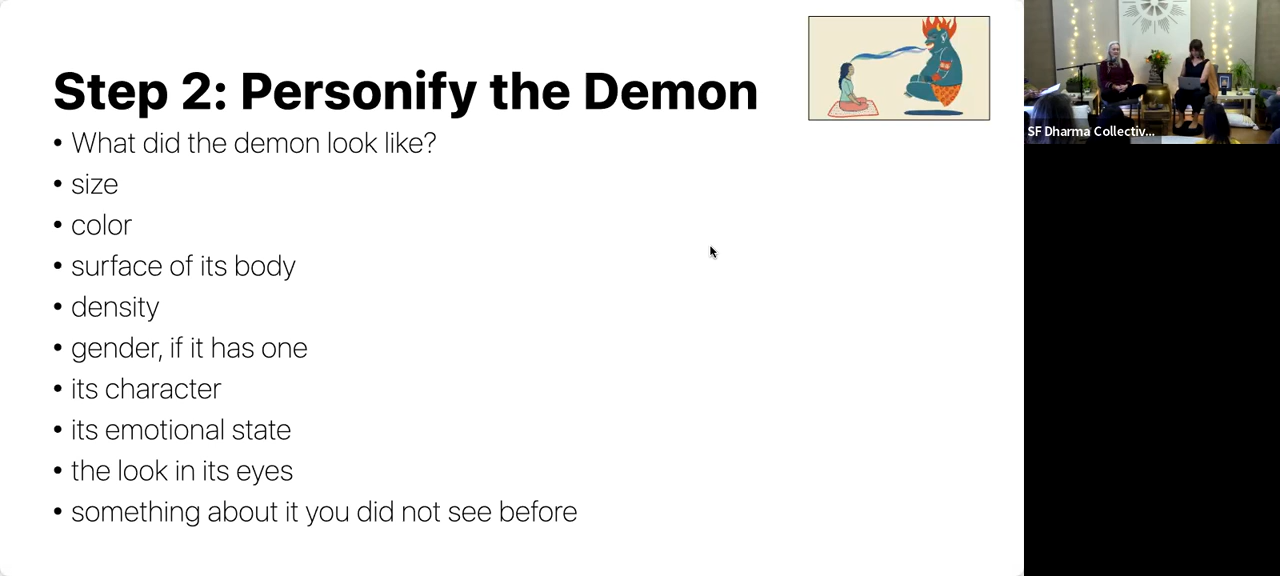 Step 2: Personify the Demon
• What did the demon look like?
• size
• color
• surface of its body
• density
• gender, if it has one
• its character
• its emotional state
• the look in its eyes
• something about it you did not see before
SF Dharma Collectiv...